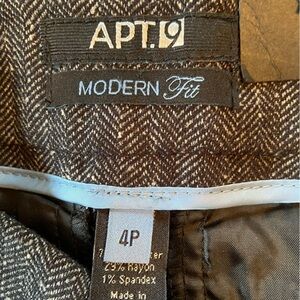 APT.9
MODERN Fit
4P
23% Rayon
1% Spandex
Made in